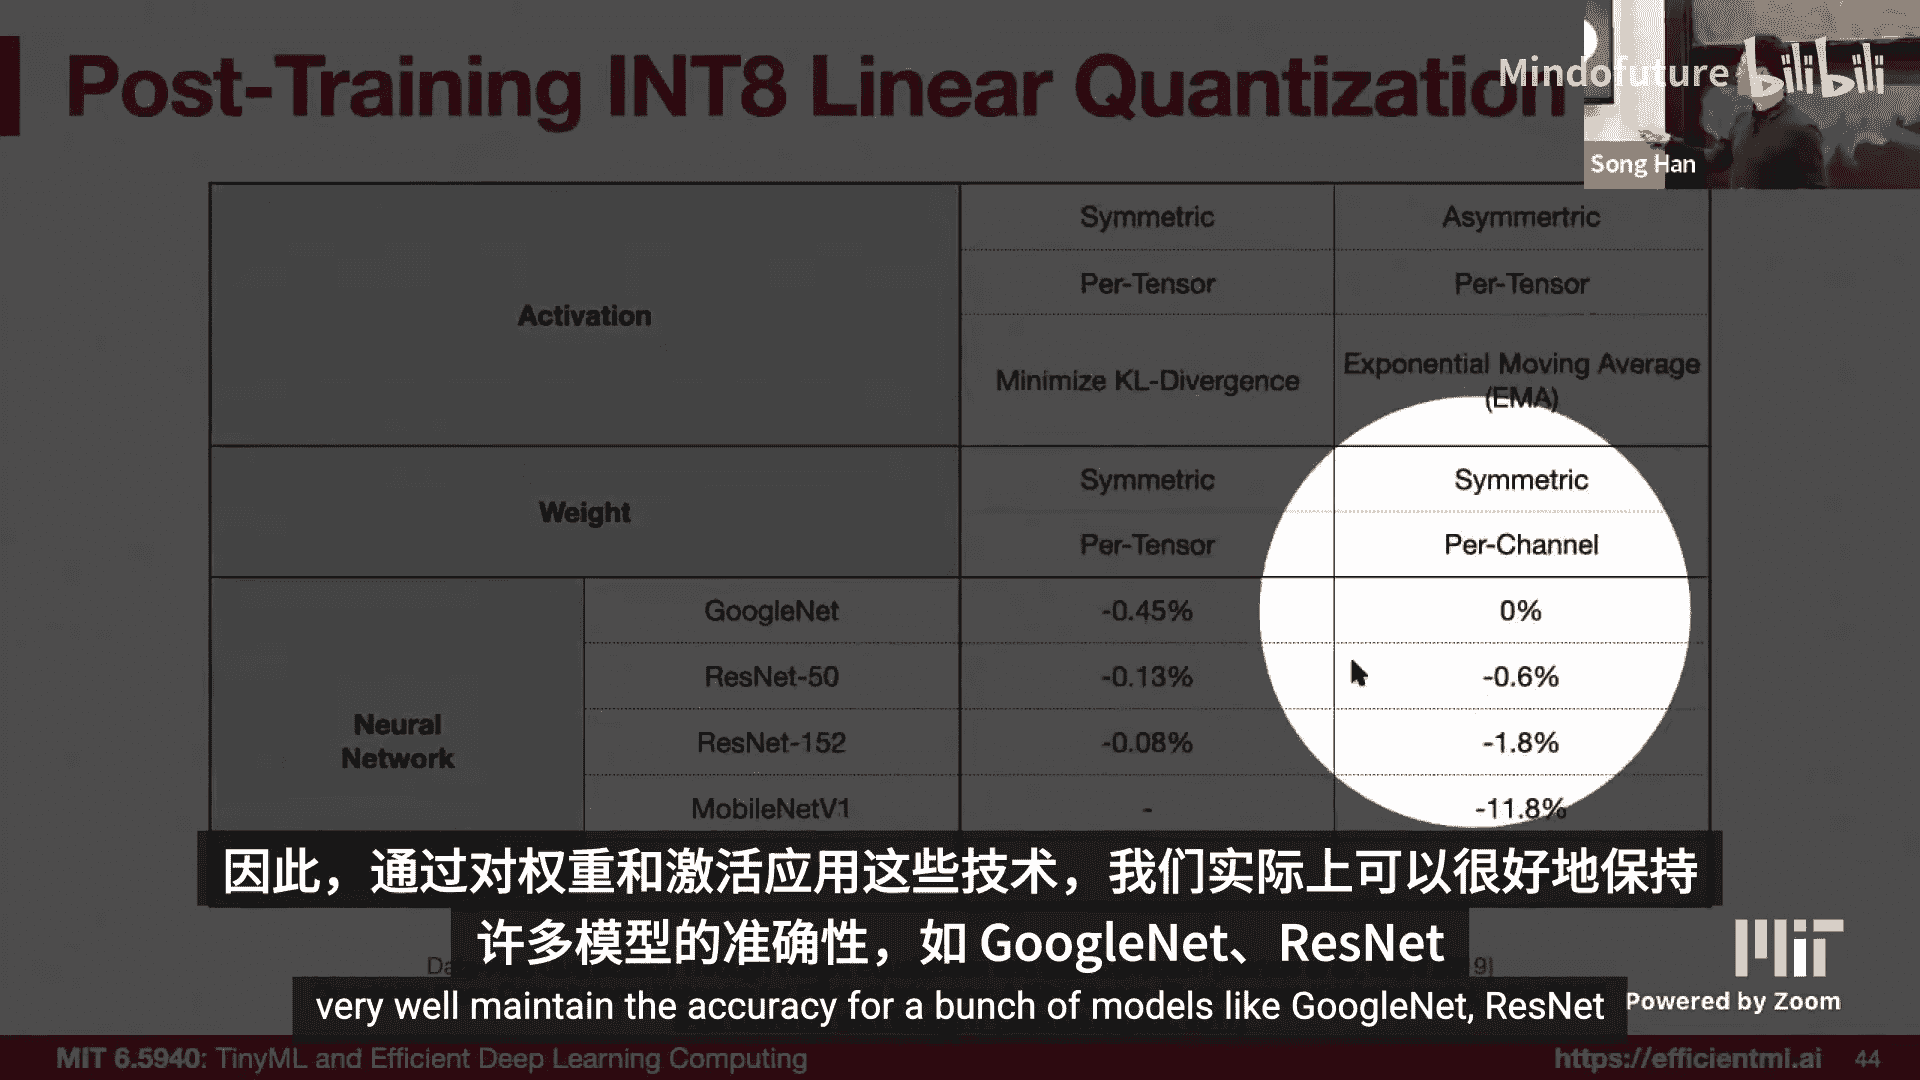 Post-Training INT8 Linear Quantization
Mindofuture bilibili
Song Han
Activation
Symmetric
Asymmertric
Per-Tensor
Per-Tensor
Minimize KL-Divergence
Exponential Moving Average
(EMA)
Weight
Symmetric
Symmetric
Per-Tensor
Per-Channel
Neural
Network
GoogleNet
-0.45%
0%
ResNet-50
-0.13%
-0.6%
ResNet-152
-0.08%
-1.8%
MobileNetV1
-
-11.8%
因此，通过对权重和激活应用这些技术，我们实际上可以很好地保持
许多模型的准确性，如 GoogleNet、ResNet
very well maintain the accuracy for a bunch of models like GoogleNet, ResNet
MIT
Powered by Zoom
MIT 6.5940: TinyML and Efficient Deep Learning Computing
https://efficientml.ai
44